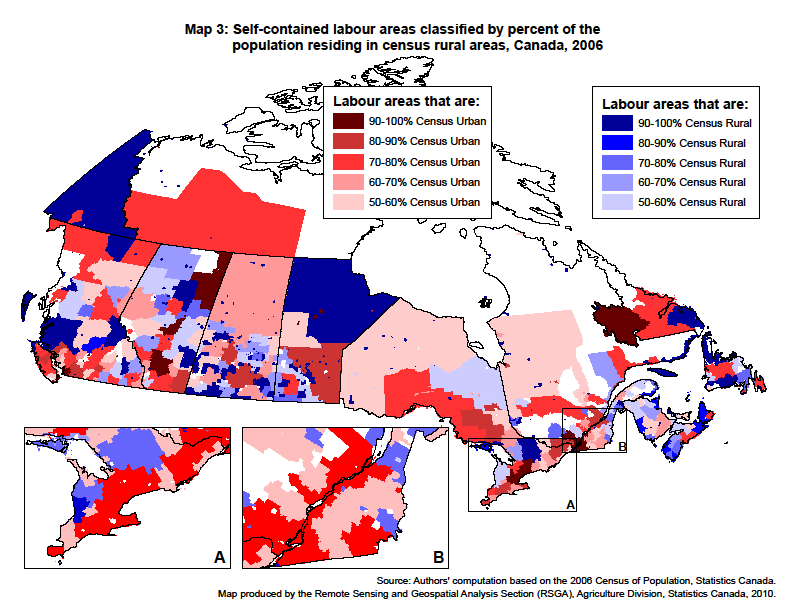 Map 3: Self-contained labour areas classified by percent of the
population residing in census rural areas, Canada, 2006
Labour areas that are:
90-100% Census Urban
80-90% Census Urban
70-80% Census Urban
60-70% Census Urban
50-60% Census Urban
Labour areas that are:
90-100% Census Rural
80-90% Census Rural
70-80% Census Rural
60-70% Census Rural
50-60% Census Rural
B
A
A
B
Source: Authors' computation based on the 2006 Census of Population, Statistics Canada.
Map produced by the Remote Sensing and Geospatial Analysis Section (RSGA), Agriculture Division, Statistics Canada, 2010.